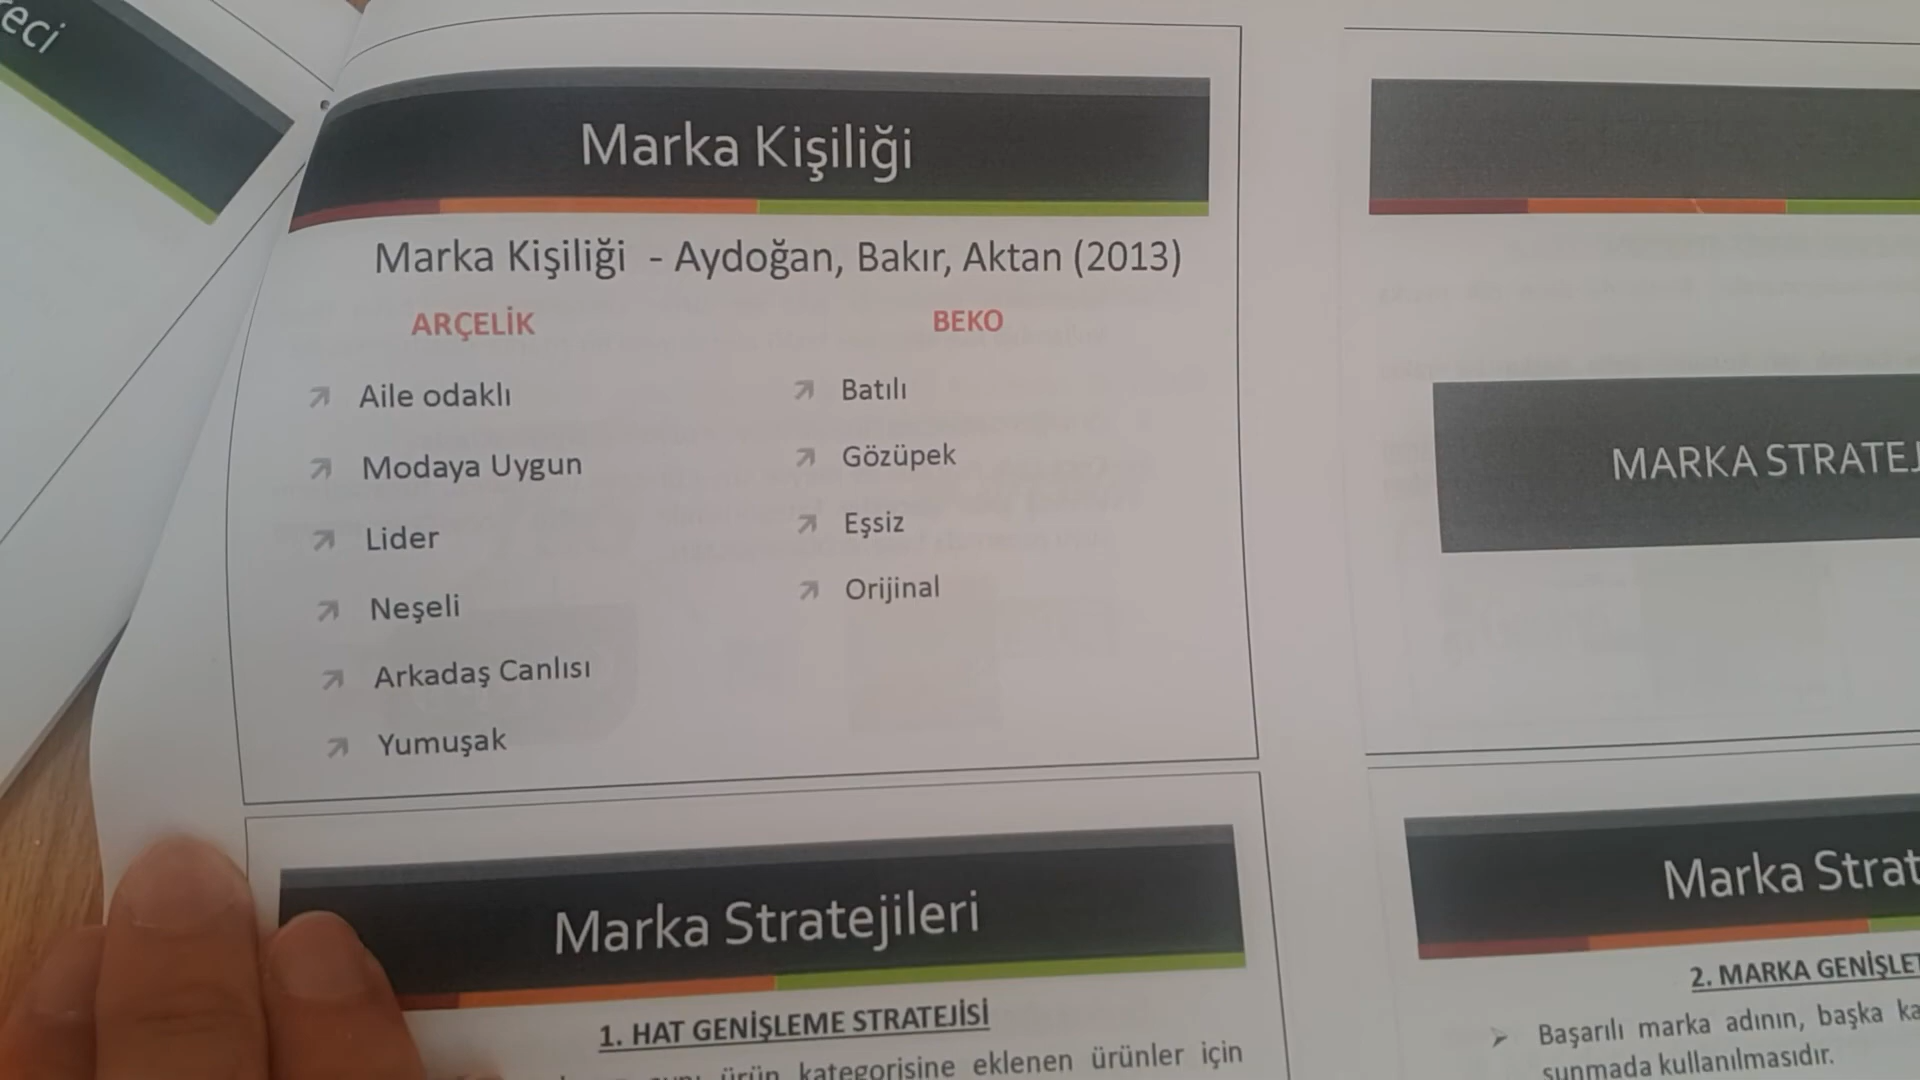 eci
Marka Kişiliği
Marka Kişiliği - Aydoğan, Bakır, Aktan (2013)
ARÇELİK
Aile odaklı
Modaya Uygun
Lider
Neşeli
Arkadaş Canlısı
Yumuşak
BEKO
Batılı
Gözüpek
Eşsiz
Orijinal
MARKA STRATEJ
Marka Stratejileri
1. HAT GENİŞLEME STRATEJİSİ
ürün kategorisine eklenen ürünler için
Marka Strat
2. MARKA GENİŞLET
Başarılı marka adının, başka ka
sunmada kullanılmasıdır.